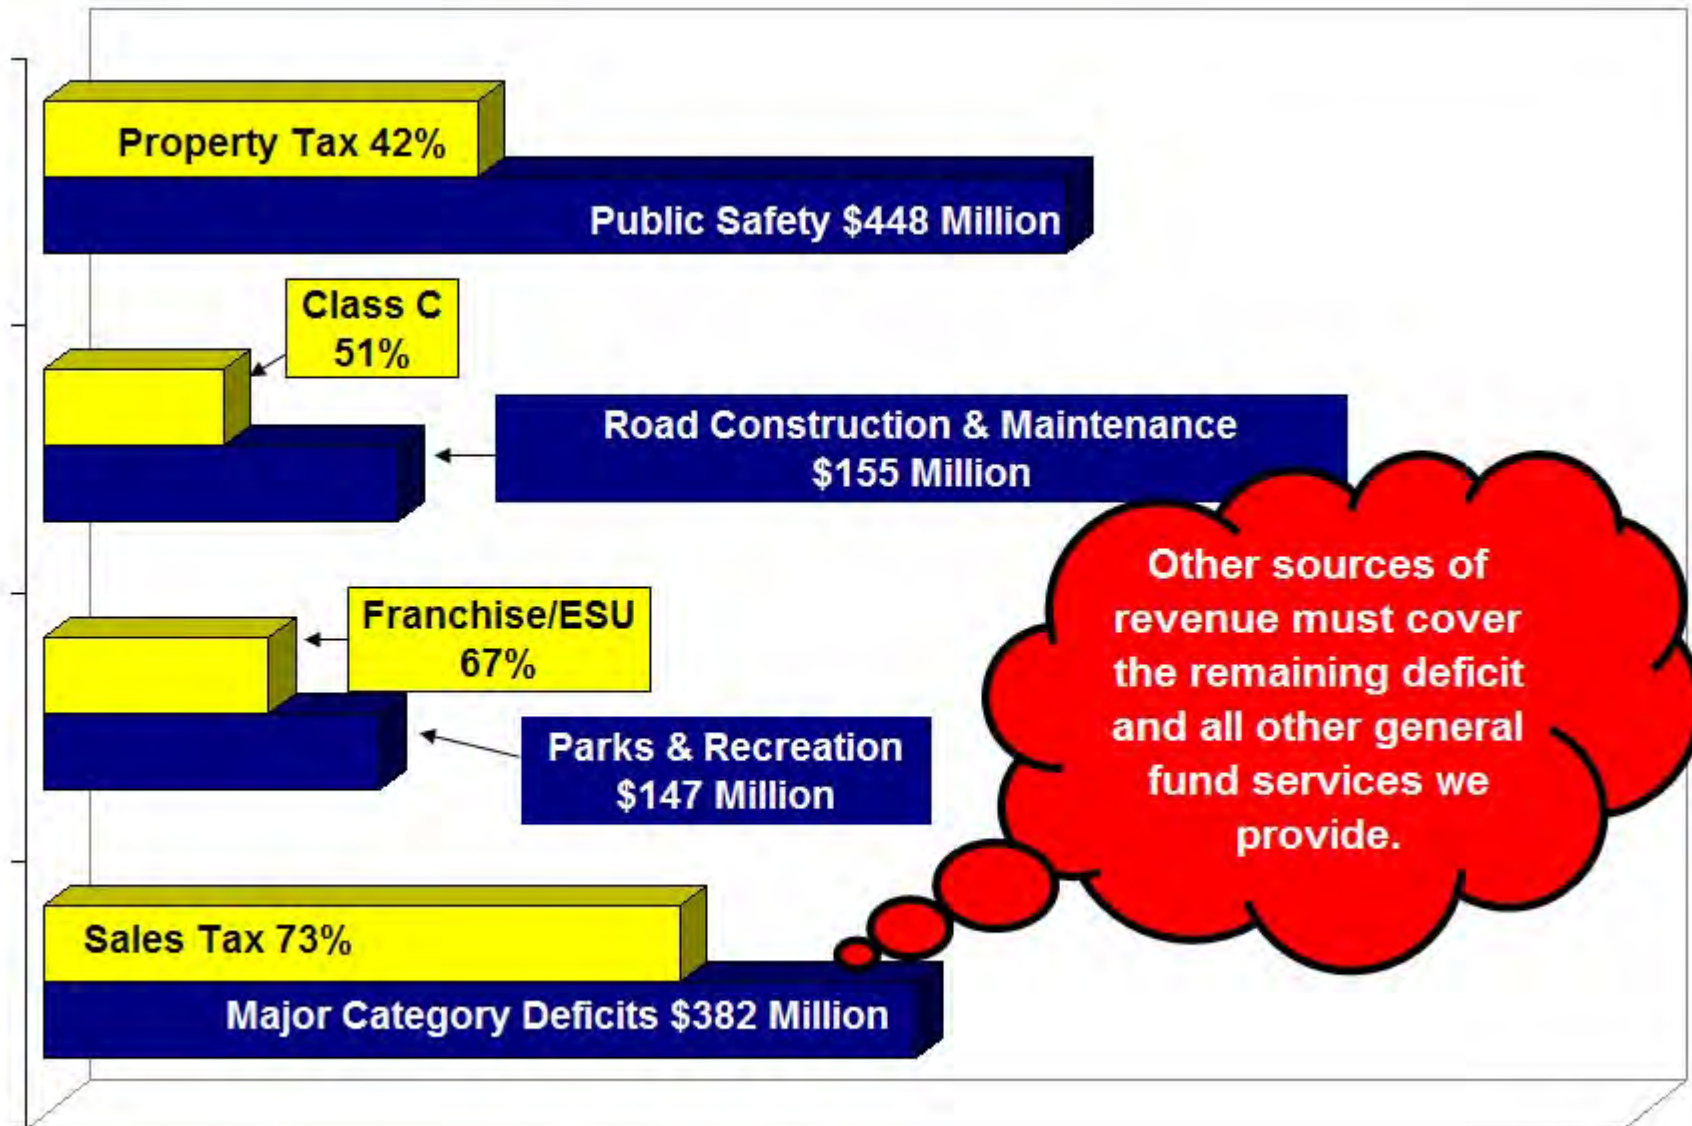 Property Tax 42%
Public Safety $448 Million
Class C
51%
Road Construction & Maintenance
$155 Million
Franchise/ESU
67%
Parks & Recreation
$147 Million
Sales Tax 73%
Major Category Deficits $382 Million
Other sources of
revenue must cover
the remaining deficit
and all other general
fund services we
provide.